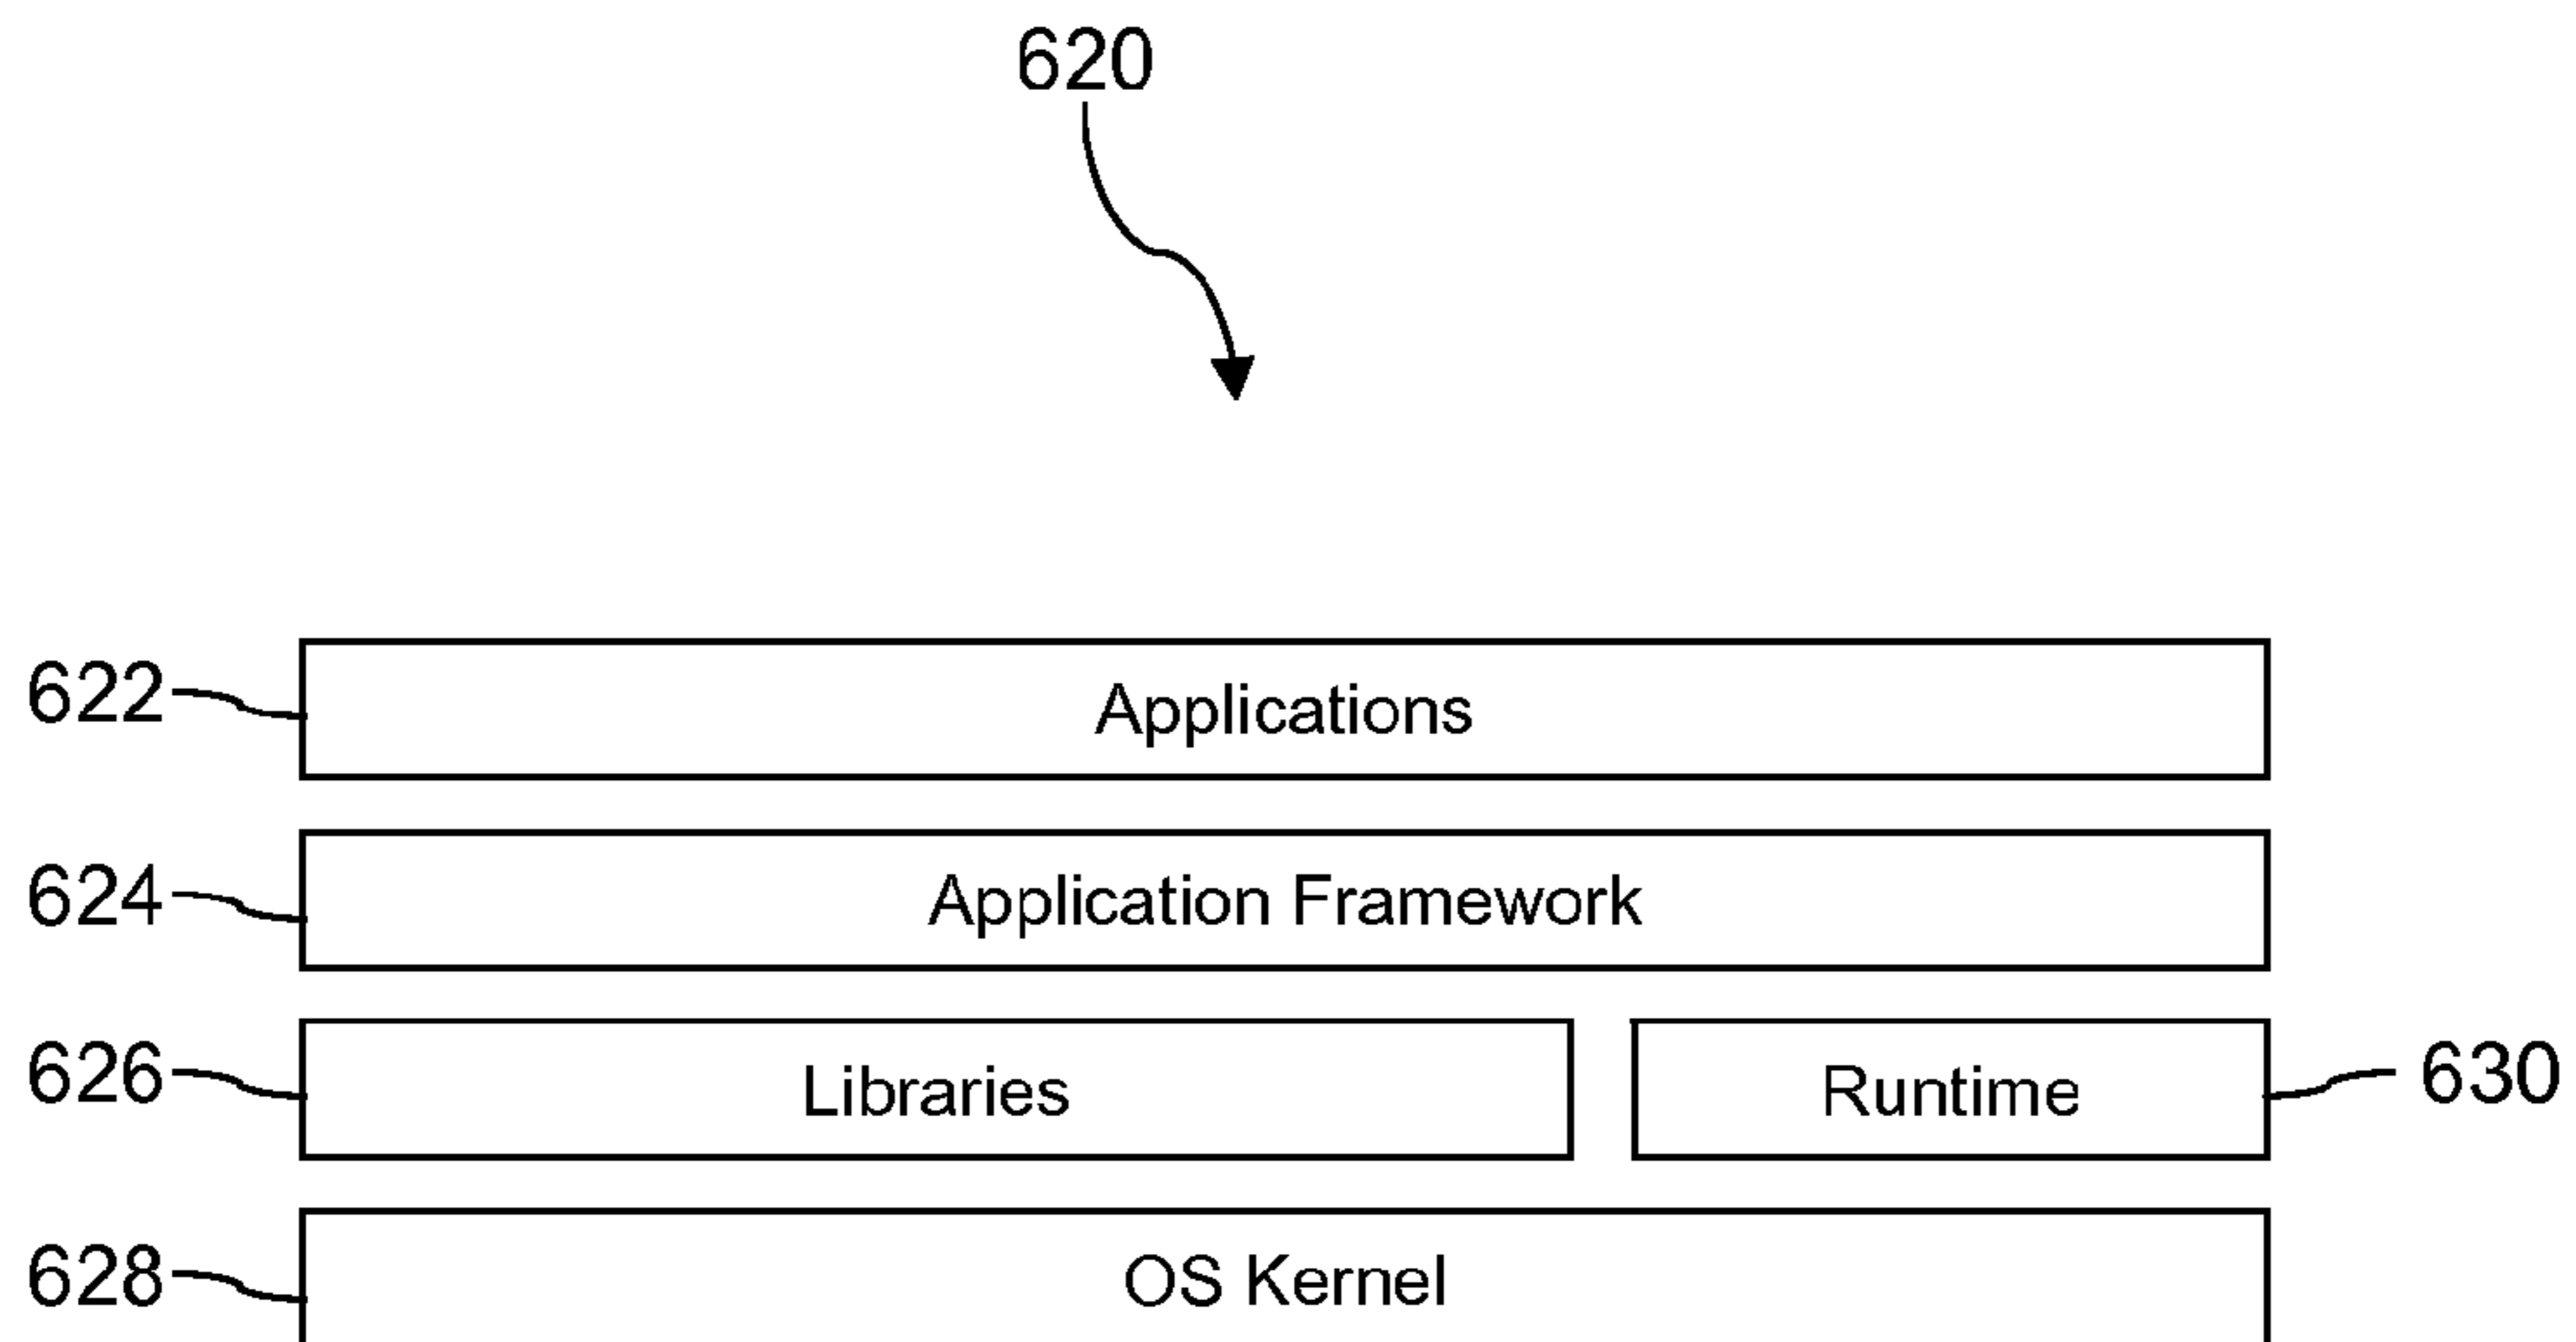 620
622 Applications
624 Application Framework
626 Libraries Runtime 630
628 OS Kernel